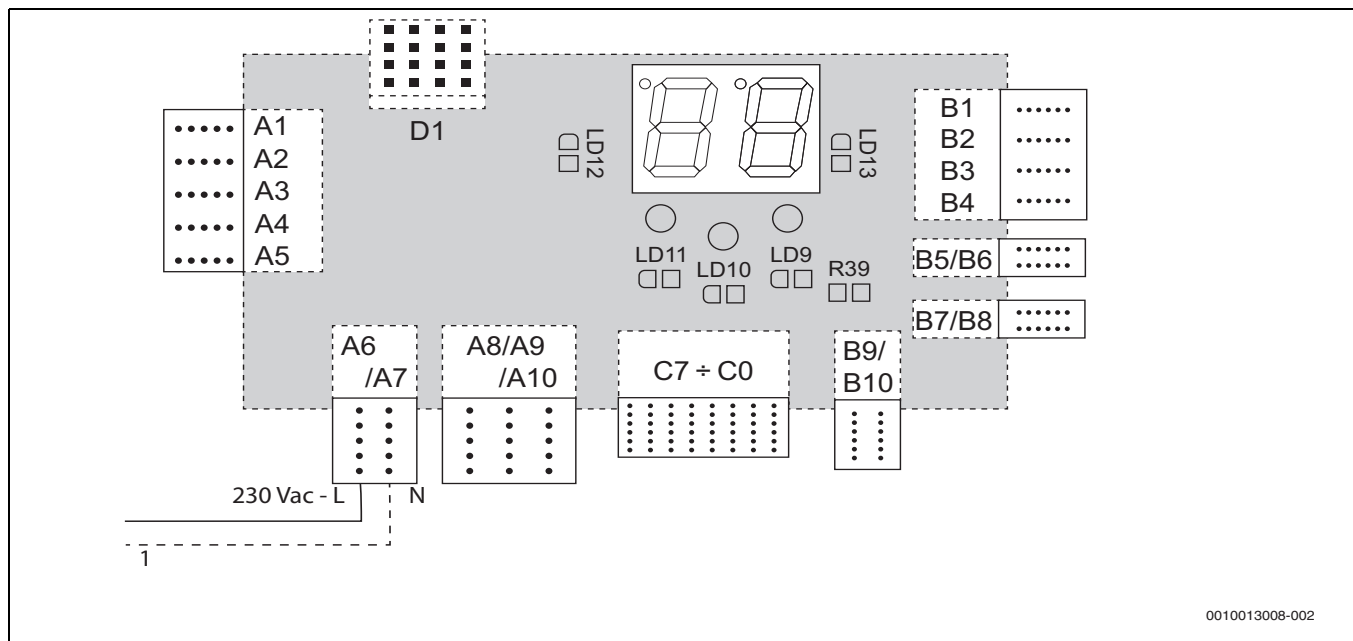 D1
A1
A2
A3
A4
A5
LD12
LD13
B1
B2
B3
B4
B5/B6
B7/B8
LD11
LD10
LD9
R39
A6
/A7
A8/A9
/A10
C7 ÷ C0
B9/
B10
230 Vac - L
N
1
0010013008-002